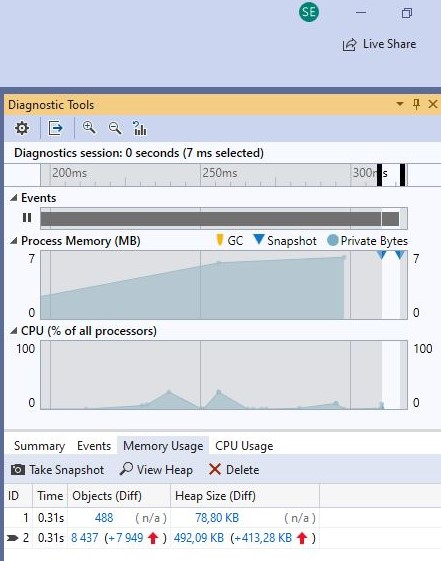 SE
Live Share
Diagnostic Tools
Diagnostics session: 0 seconds (7 ms selected)
200ms 250ms 300ms
Events
Process Memory (MB) GC Snapshot Private Bytes
7 7
0 0
CPU (% of all processors)
100 100
0 0
Summary Events Memory Usage CPU Usage
Take Snapshot View Heap Delete
ID Time Objects (Diff) Heap Size (Diff)
1 0.31s 488 (n/a) 78,80 KB (n/a)
2 0.31s 8 437 (+7 949) 492,09 KB (+413,28 KB)